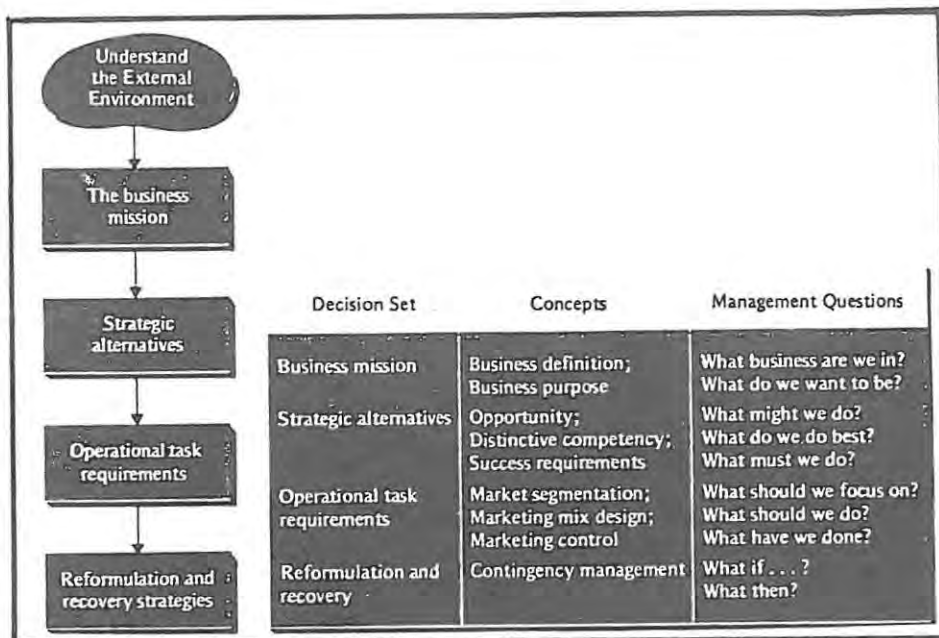 Understand
the External
Environment
The business
mission
Strategic
alternatives
Operational task
requirements
Reformulation and
recovery strategies
Decision Set
Concepts
Management Questions
Business mission
Business definition;
What business are we in?
Business purpose
What do we want to be?
Strategic alternatives
Opportunity;
What might we do?
Distinctive competency;
What do we do best?
Success requirements
What must we do?
Operational task
Market segmentation;
What should we focus on?
requirements
Marketing mix design;
What should we do?
Marketing control
What have we done?
Reformulation and
Contingency management
What if . . . ?
recovery
What then?